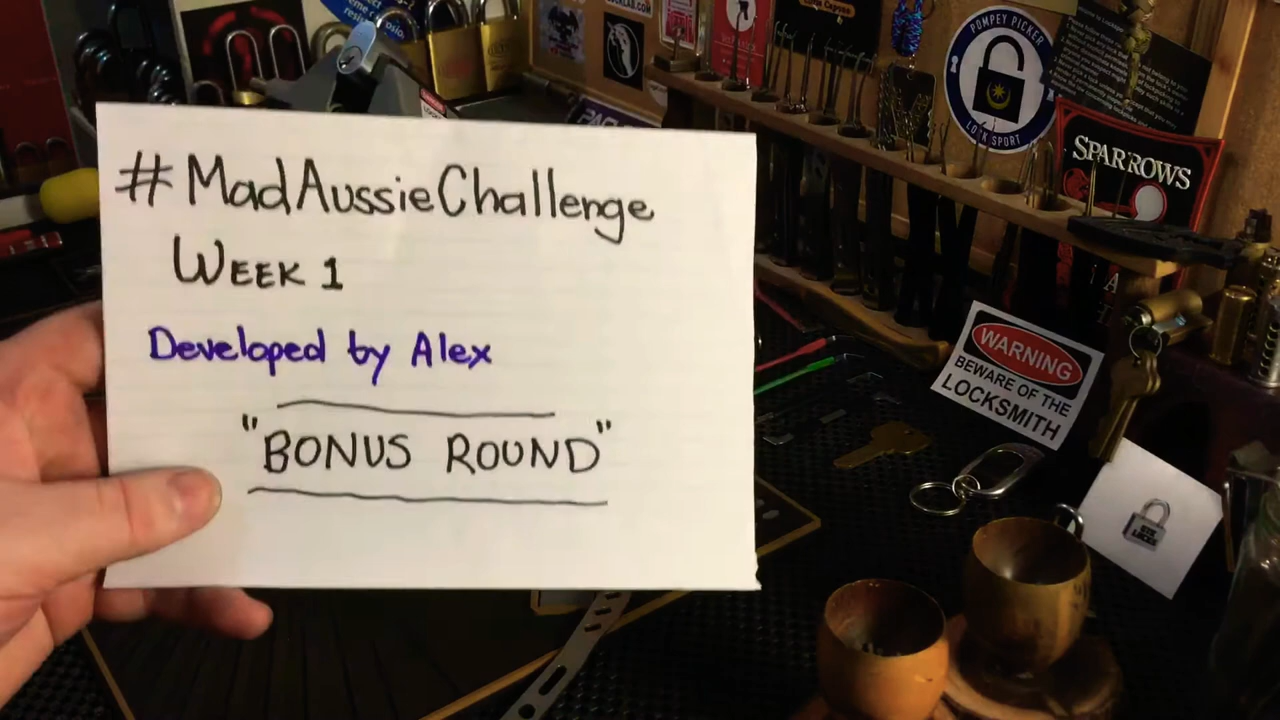 #MadAussieChallenge
WEEK 1
Developed by Alex
"BONUS ROUND"
POMPEY PICKER
LOCK SPORT
SPARROWS
WARNING
BEWARE OF THE
LOCKSMITH